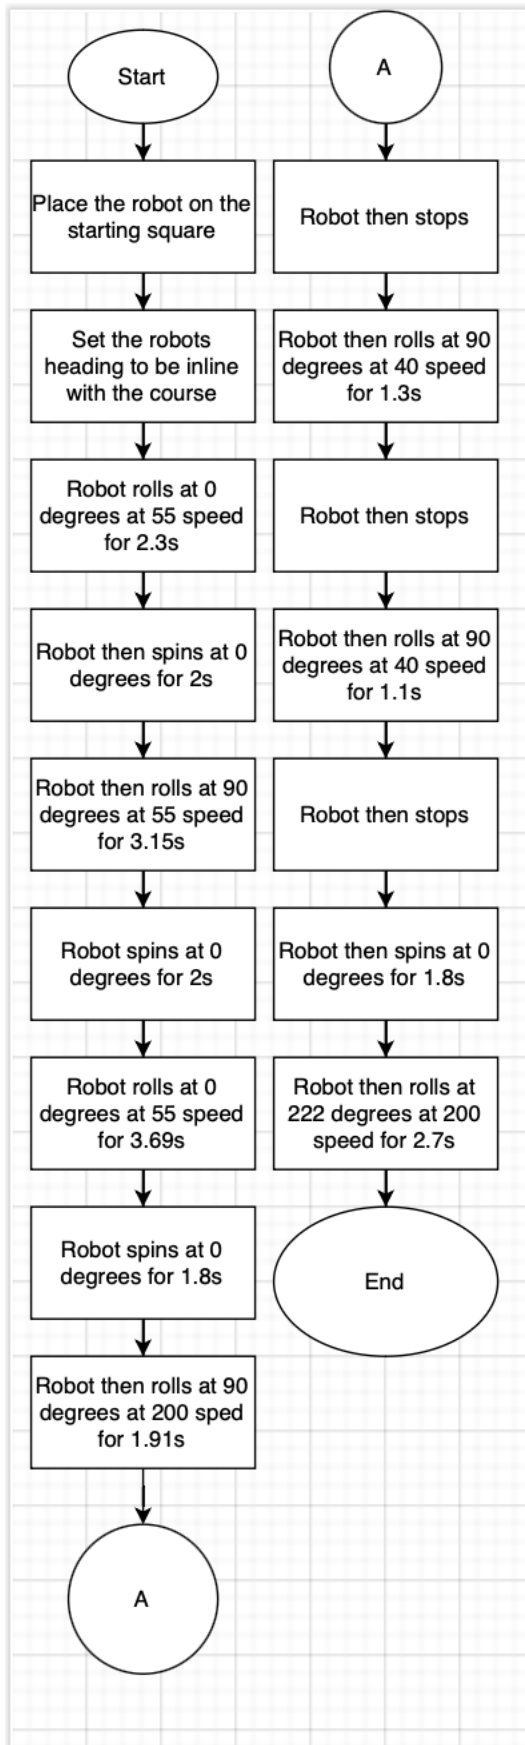 Start
Place the robot on the
starting square
Set the robots
heading to be inline
with the course
Robot rolls at 0
degrees at 55 speed
for 2.3s
Robot then spins at 0
degrees for 2s
Robot then rolls at 90
degrees at 55 speed
for 3.15s
Robot spins at 0
degrees for 2s
Robot rolls at 0
degrees at 55 speed
for 3.69s
Robot spins at 0
degrees for 1.8s
Robot then rolls at 90
degrees at 200 sped
for 1.91s
A
A
Robot then stops
Robot then rolls at 90
degrees at 40 speed
for 1.3s
Robot then stops
Robot then rolls at 90
degrees at 40 speed
for 1.1s
Robot then stops
Robot then spins at 0
degrees for 1.8s
Robot then rolls at
222 degrees at 200
speed for 2.7s
End